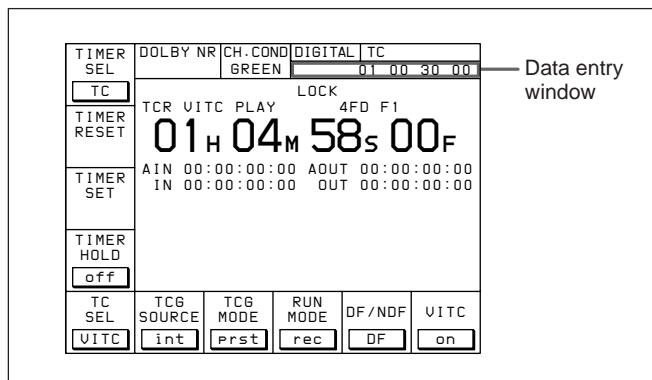 TIMER SEL
TC
DOLBY NR
CH.COND
GREEN
DIGITAL
TC
01 00 30 00
Data entry window
LOCK
TCR VITC PLAY 4FD F1
01H 04M 58S 00F
AIN 00:00:00:00 AOUT 00:00:00:00
IN 00:00:00:00 OUT 00:00:00:00
TIMER RESET
TIMER SET
TIMER HOLD
off
TC SEL
VITC
TCG SOURCE
int
TCG MODE
prst
RUN MODE
rec
DF/NDF
DF
VITC
on